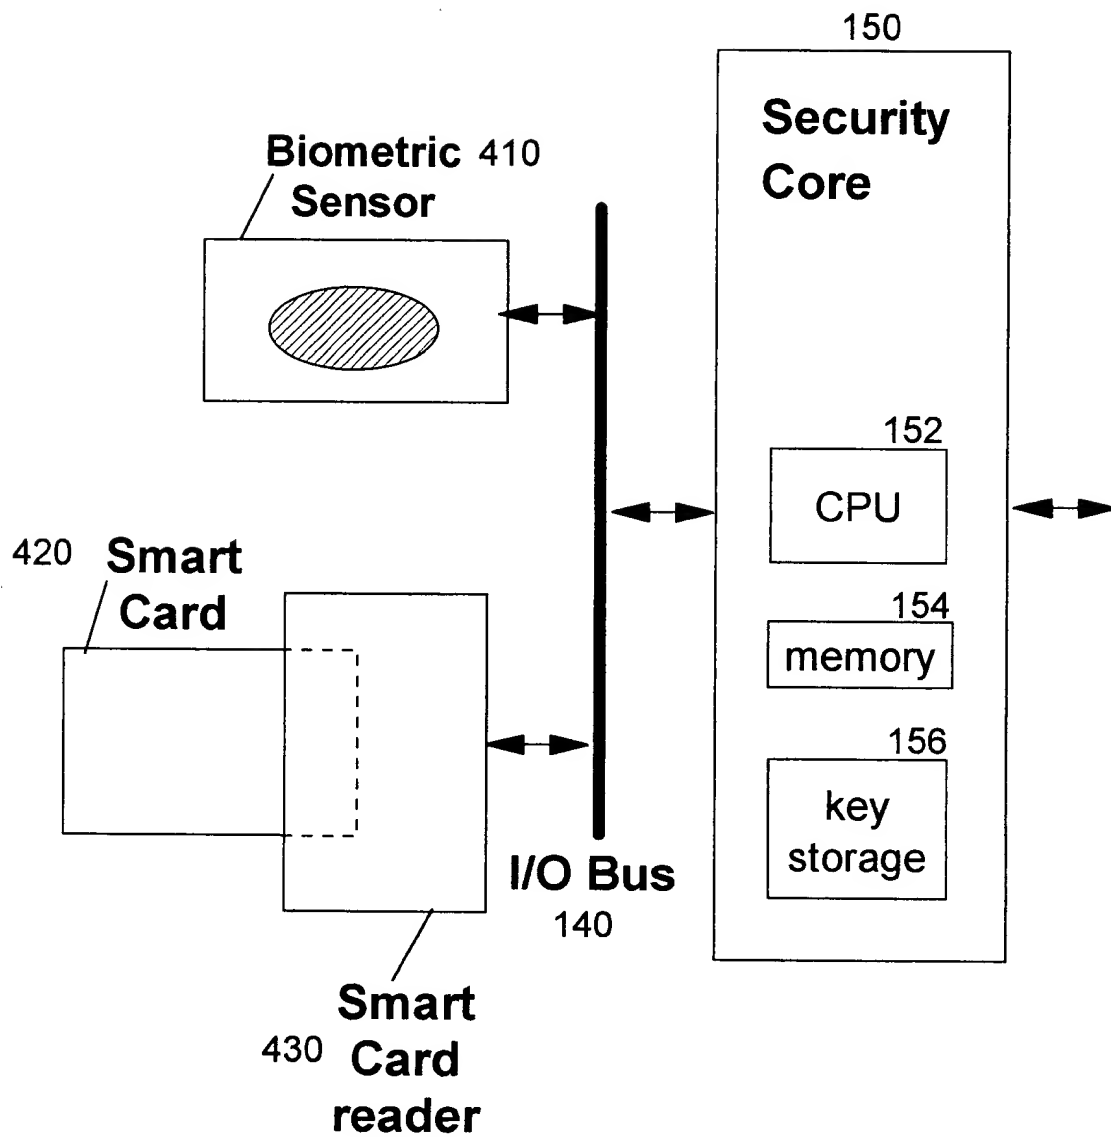 150
Security
Core
Biometric 410
Sensor
152
CPU
420 Smart
Card
154
memory
156
key
storage
I/O Bus
140
Smart
430 Card
reader